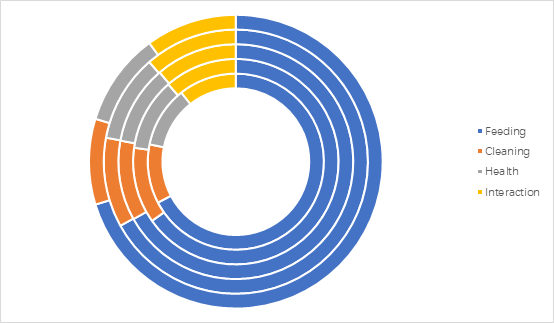 Feeding
Cleaning
Health
Interaction